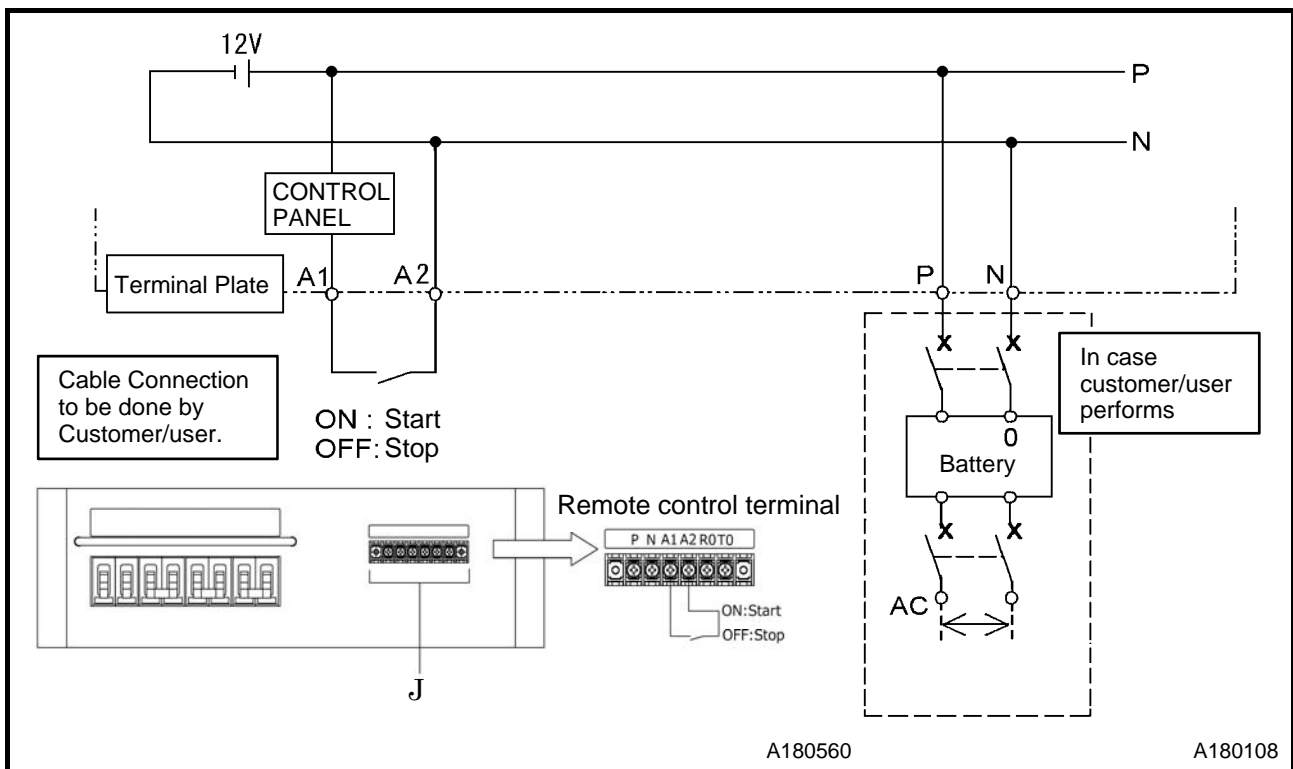 12V
P
N
CONTROL
PANEL
Terminal Plate
A1
A2
P
N
Cable Connection
to be done by
Customer/user.
ON : Start
OFF: Stop
In case
customer/user
performs
0
Battery
AC
Remote control terminal
P N A1 A2 R0 T0
ON:Start
OFF:Stop
J
A180560
A180108